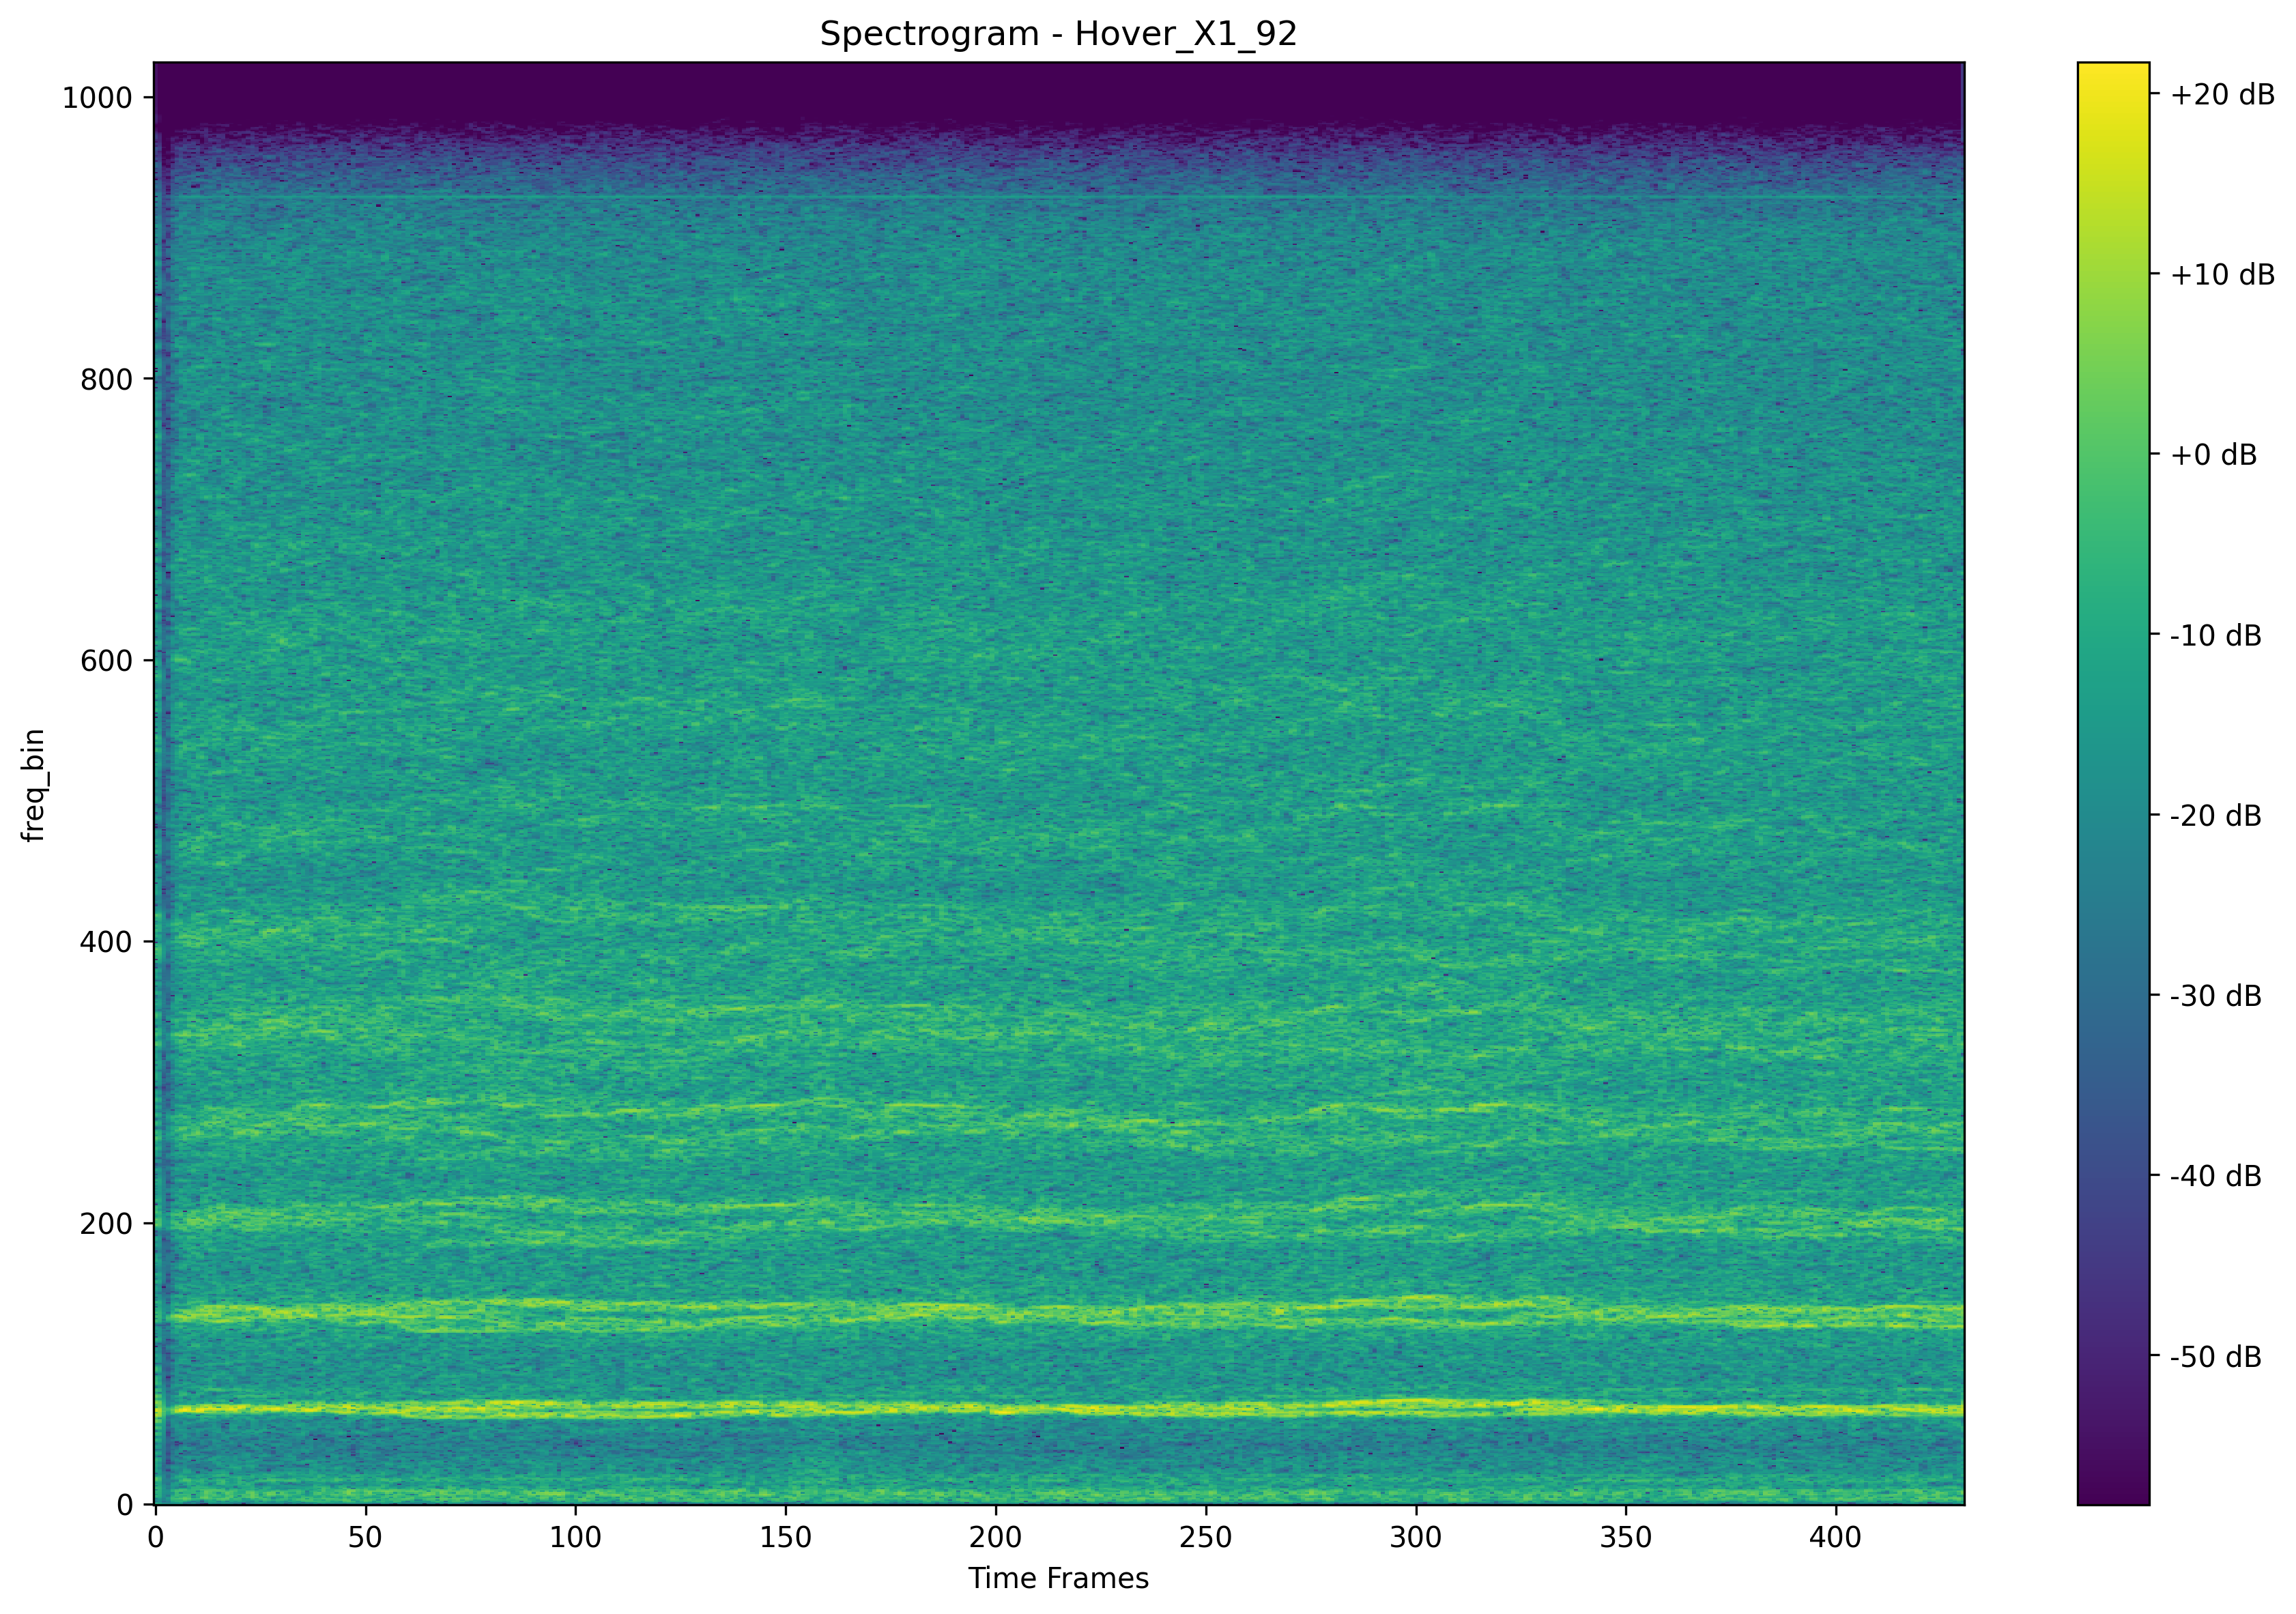 Spectrogram - Hover_X1_92
1000
800
600
400
200
0
freq_bin
0 50 100 150 200 250 300 350 400
Time Frames
+20 dB
+10 dB
+0 dB
-10 dB
-20 dB
-30 dB
-40 dB
-50 dB